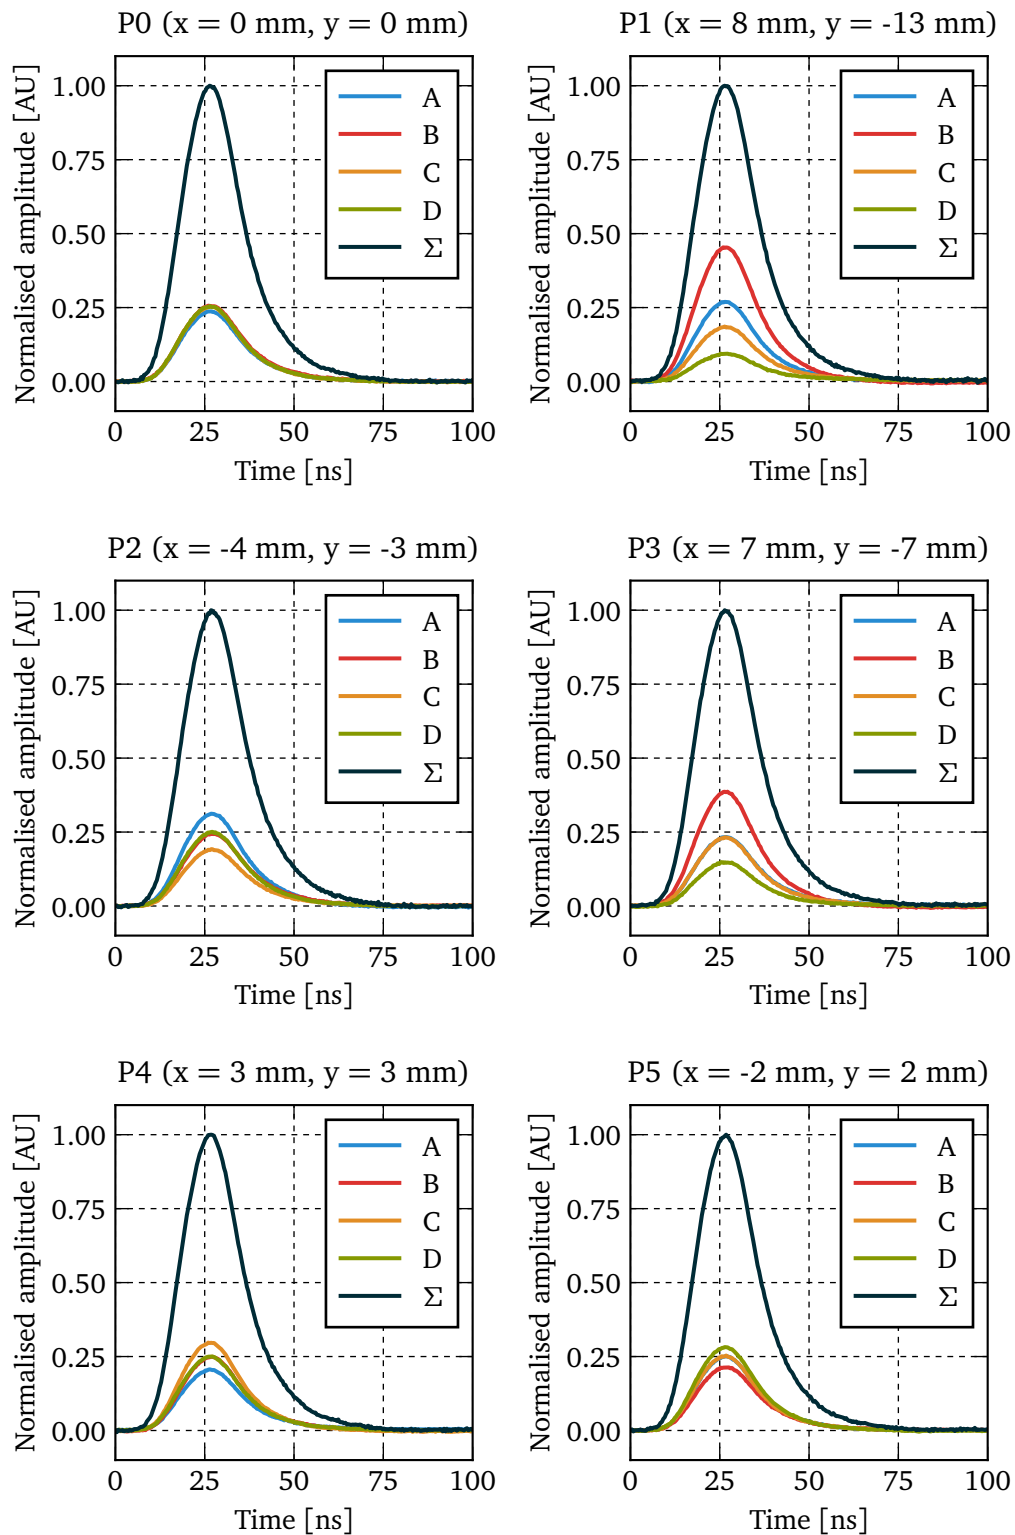 P0 (x = 0 mm, y = 0 mm)
Normalised amplitude [AU]
1.00
0.75
0.50
0.25
0.00
A
B
C
D
Σ
0 25 50 75 100
Time [ns]
P1 (x = 8 mm, y = -13 mm)
Normalised amplitude [AU]
1.00
0.75
0.50
0.25
0.00
A
B
C
D
Σ
0 25 50 75 100
Time [ns]
P2 (x = -4 mm, y = -3 mm)
Normalised amplitude [AU]
1.00
0.75
0.50
0.25
0.00
A
B
C
D
Σ
0 25 50 75 100
Time [ns]
P3 (x = 7 mm, y = -7 mm)
Normalised amplitude [AU]
1.00
0.75
0.50
0.25
0.00
A
B
C
D
Σ
0 25 50 75 100
Time [ns]
P4 (x = 3 mm, y = 3 mm)
Normalised amplitude [AU]
1.00
0.75
0.50
0.25
0.00
A
B
C
D
Σ
0 25 50 75 100
Time [ns]
P5 (x = -2 mm, y = 2 mm)
Normalised amplitude [AU]
1.00
0.75
0.50
0.25
0.00
A
B
C
D
Σ
0 25 50 75 100
Time [ns]